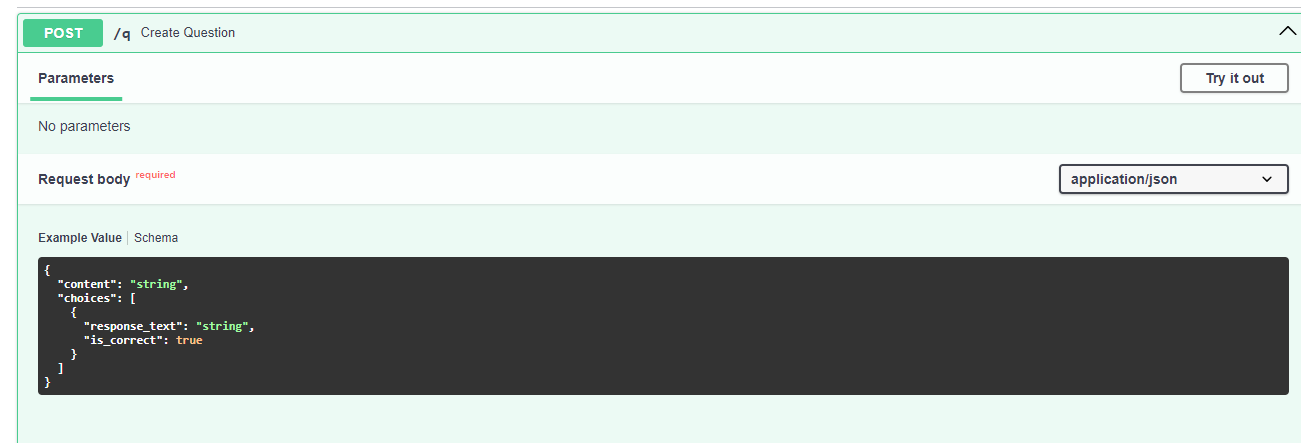 POST /q Create Question
Parameters Try it out
No parameters
Request body required application/json
Example Value Schema
{
  "content": "string",
  "choices": [
    {
      "response_text": "string",
      "is_correct": true
    }
  ]
}